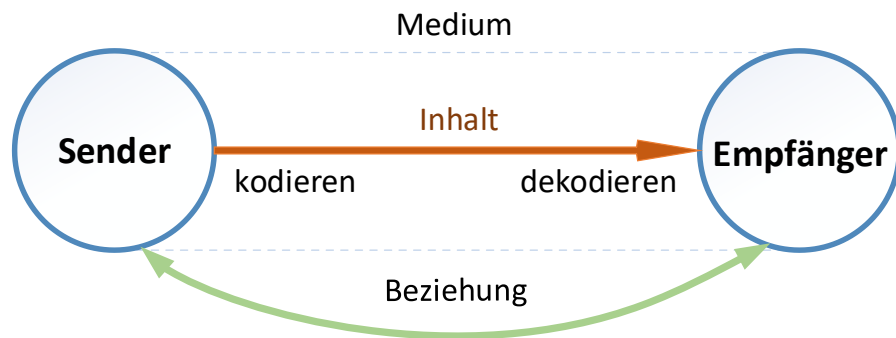 Medium
Inhalt
Sender
Empfänger
kodieren
dekodieren
Beziehung